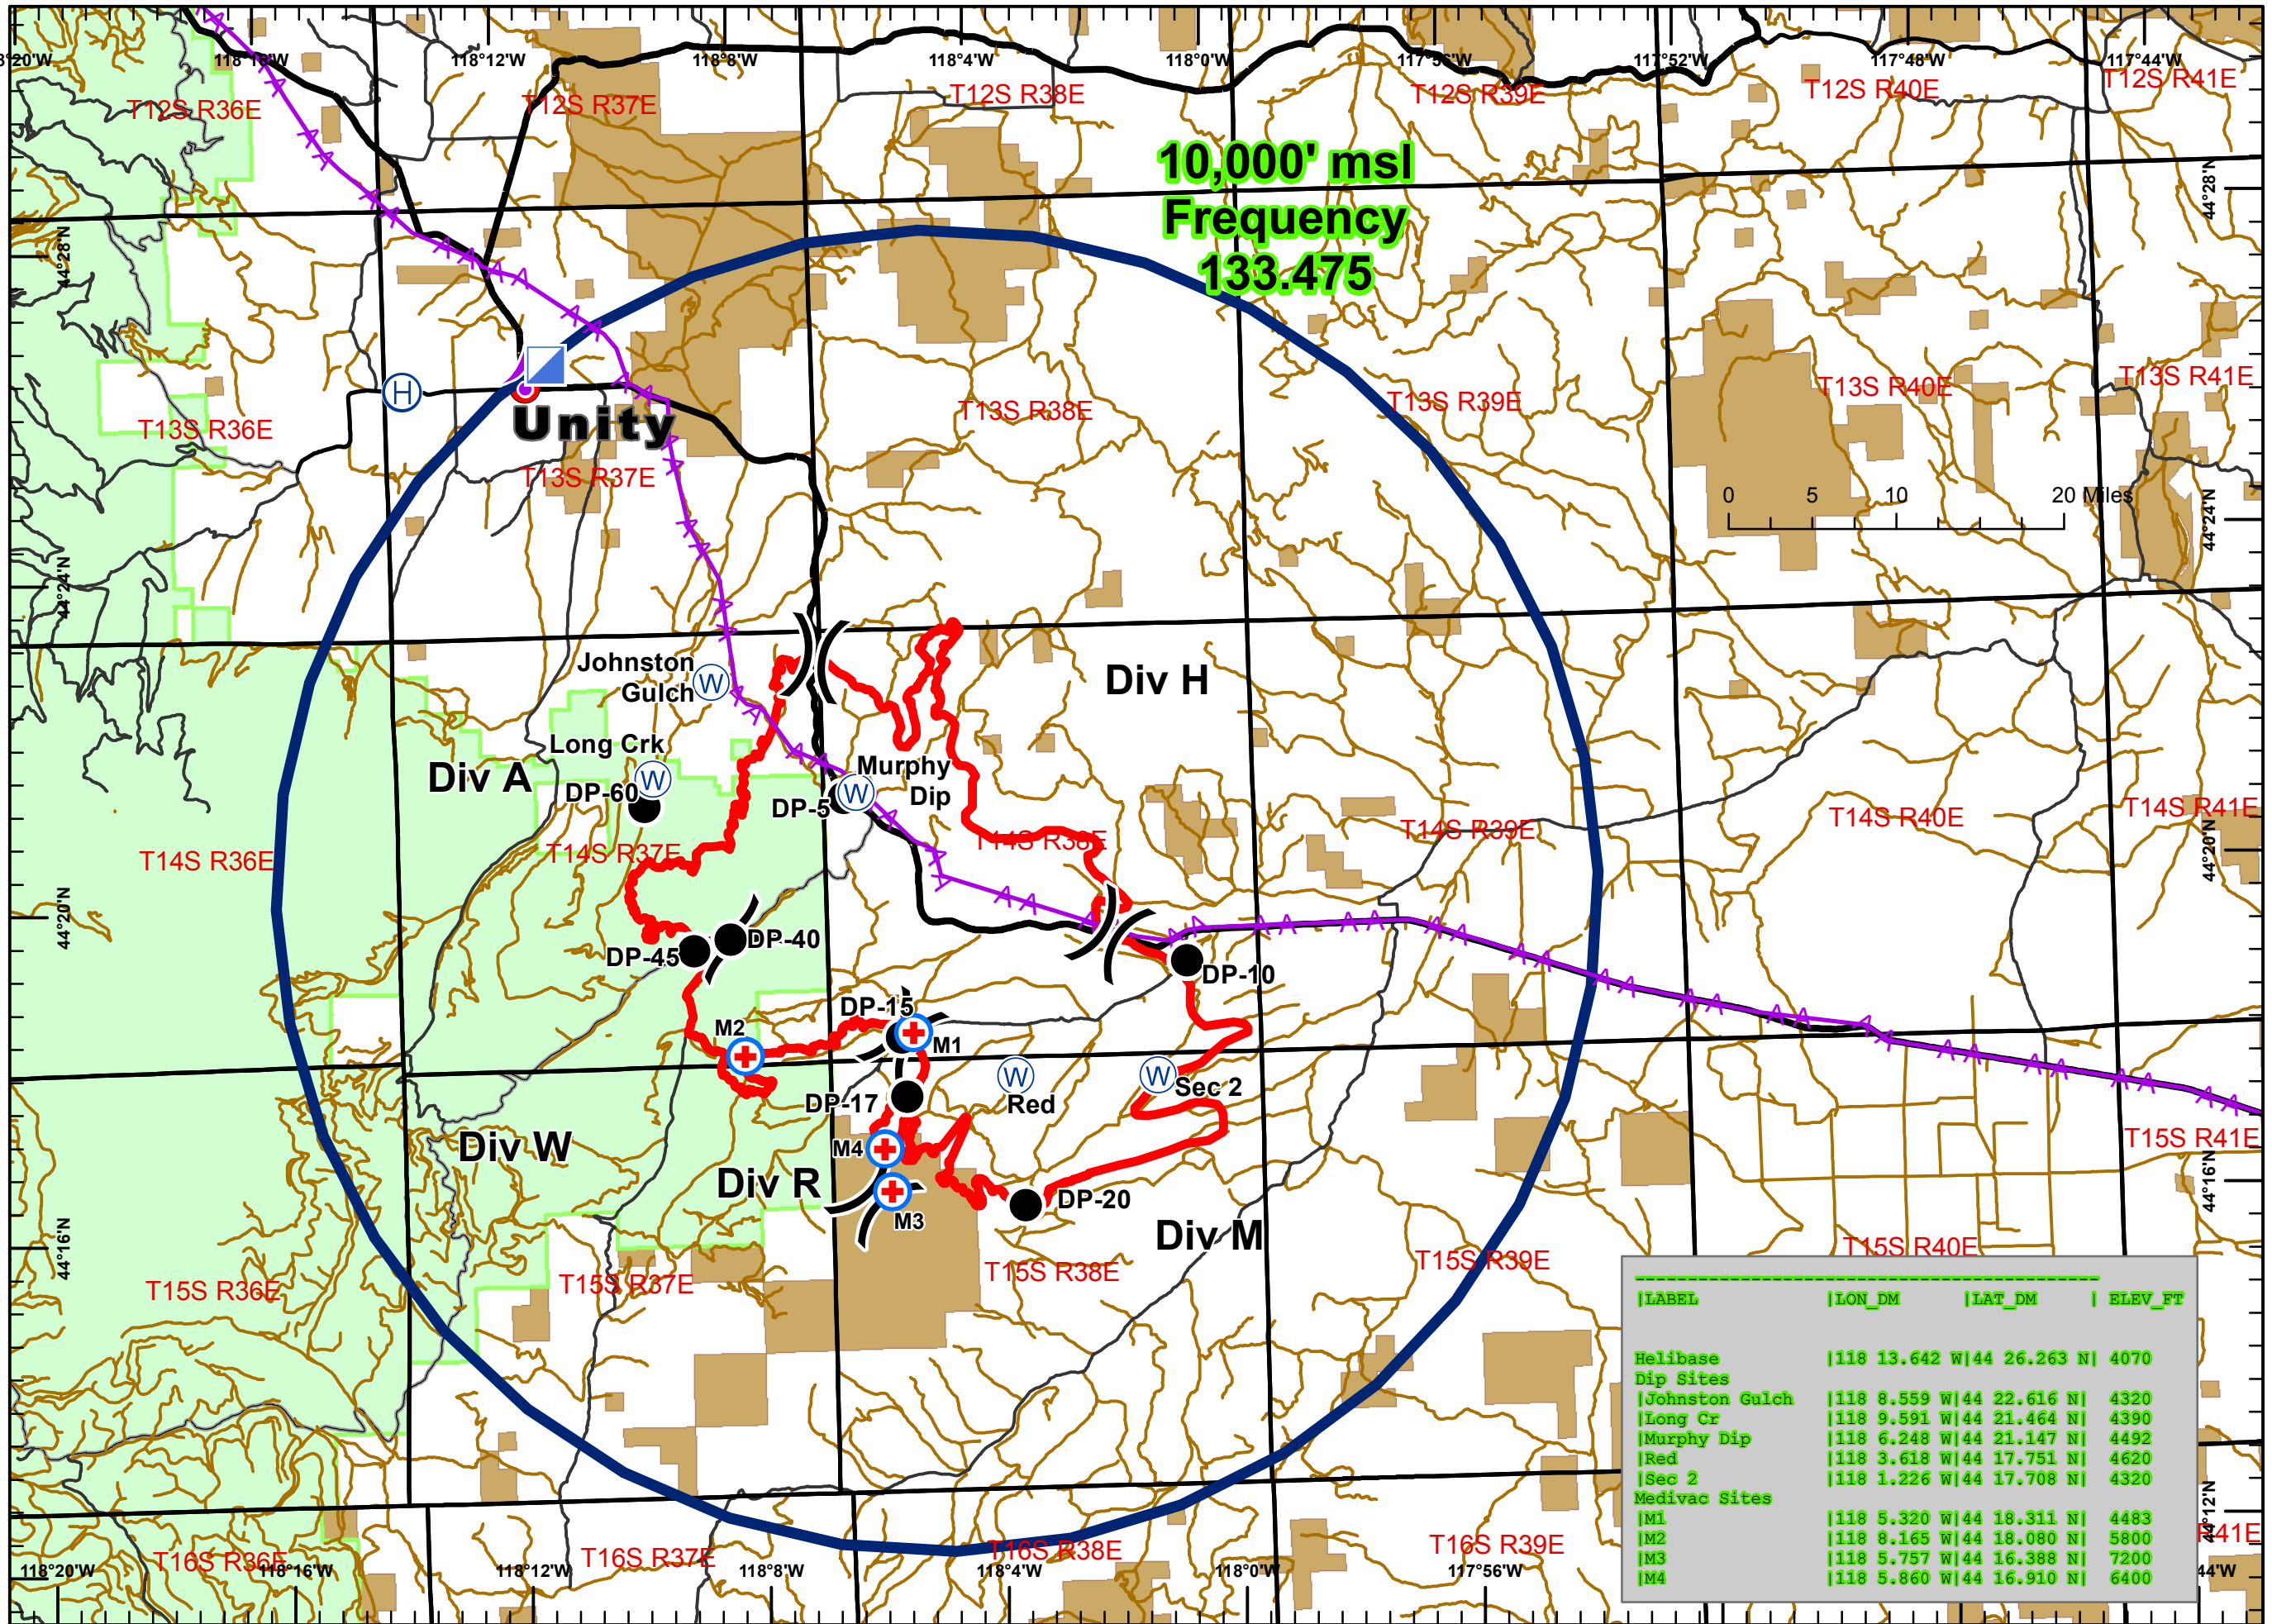 118°12'W
118°8'W
118°4'W
118°0'W
117°52'W
117°48'W
117°44'W
T12S R36E
T12S R37E
T12S R38E
T12S R39E
T12S R40E
T12S R41E
10,000' msl
Frequency
133.475
44°28'N
44°28'N
H
Unity
T13S R36E
T13S R37E
T13S R38E
T13S R39E
T13S R40E
T13S R41E
0 5 10 20 Miles
44°24'N
44°24'N
Johnston
Gulch
W
Div H
Long Crk
W
Div A
DP-60
DP-5
W
Murphy
Dip
T14S R36E
T14S R37E
T14S R38E
T14S R39E
T14S R40E
T14S R41E
44°20'N
44°20'N
DP-45
DP-40
DP-10
DP-15
M2
M1
W
Red
W
Sec 2
DP-17
Div W
M4
Div R
M3
DP-20
Div M
44°16'N
44°16'N
T15S R36E
T15S R37E
T15S R38E
T15S R39E
T15S R40E
T15S R41E
|LABEL |LON_DM |LAT_DM | ELEV_FT
Helibase |118 13.642 W|44 26.263 N| 4070
Dip Sites
|Johnston Gulch |118 8.559 W|44 22.616 N| 4320
|Long Cr |118 9.591 W|44 21.464 N| 4390
|Murphy Dip |118 6.248 W|44 21.147 N| 4492
|Red |118 3.618 W|44 17.751 N| 4620
|Sec 2 |118 1.226 W|44 17.708 N| 4320
Medivac Sites
|M1 |118 5.320 W|44 18.311 N| 4483
|M2 |118 8.165 W|44 18.080 N| 5800
|M3 |118 5.757 W|44 16.388 N| 7200
|M4 |118 5.860 W|44 16.910 N| 6400
44°12'N
T16S R36E
T16S R37E
T16S R38E
T16S R39E
R41E
118°20'W
118°16'W
118°12'W
118°8'W
118°4'W
118°0'W
117°56'W
44'W